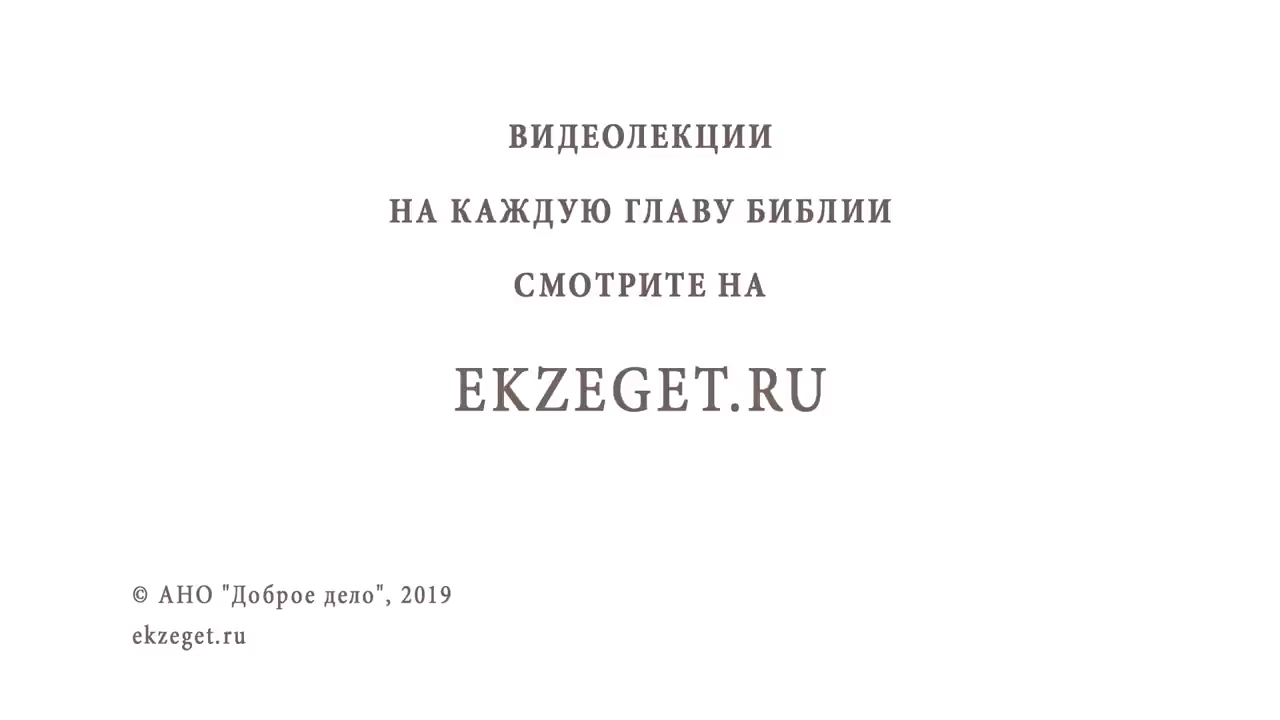 ВИДЕОЛЕКЦИИ
НА КАЖДУЮ ГЛАВУ БИБЛИИ
СМОТРИТЕ НА
EKZEGET.RU
© АНО "Доброе дело", 2019
ekzeget.ru